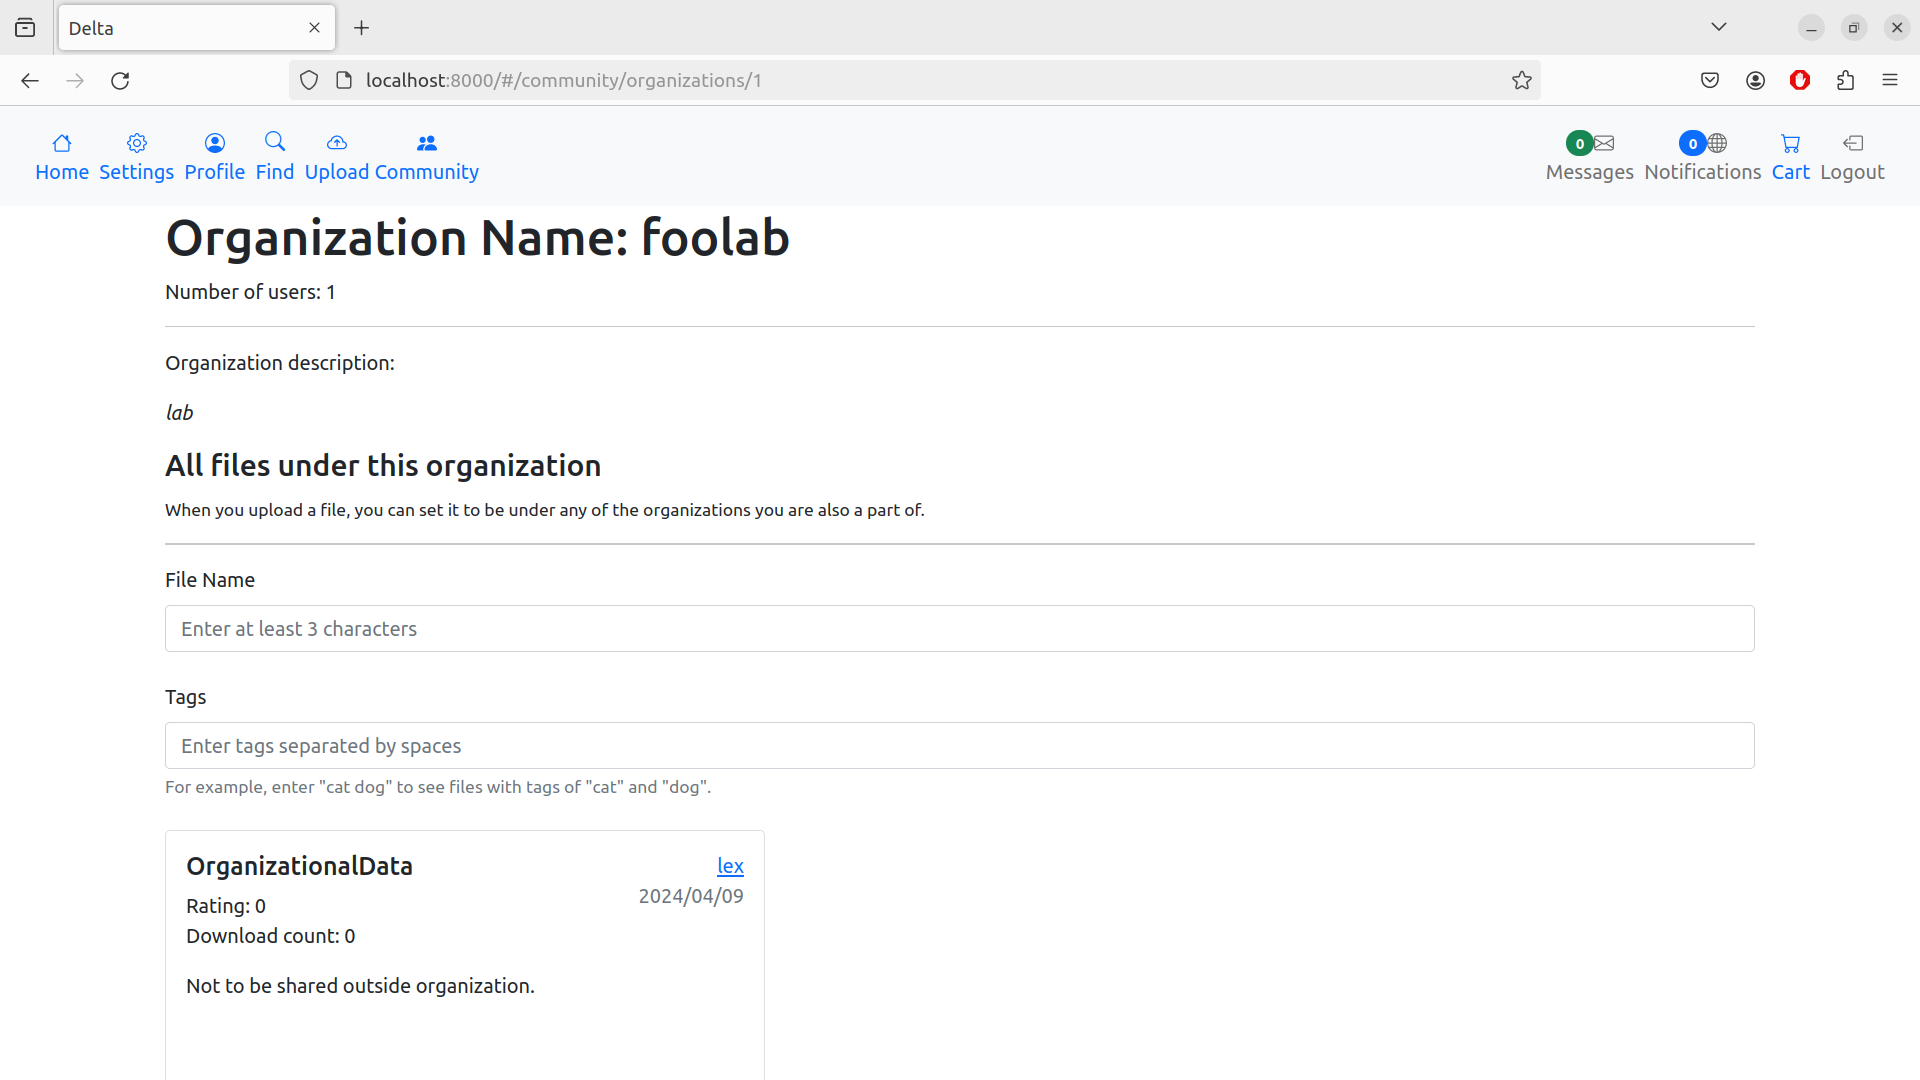 Delta
localhost:8000/#/community/organizations/1
Home Settings Profile Find Upload Community
0 Messages 0 Notifications Cart Logout
Organization Name: foolab
Number of users: 1
Organization description:
lab
All files under this organization
When you upload a file, you can set it to be under any of the organizations you are also a part of.
File Name
Enter at least 3 characters
Tags
Enter tags separated by spaces
For example, enter "cat dog" to see files with tags of "cat" and "dog".
OrganizationalData
lex
2024/04/09
Rating: 0
Download count: 0
Not to be shared outside organization.